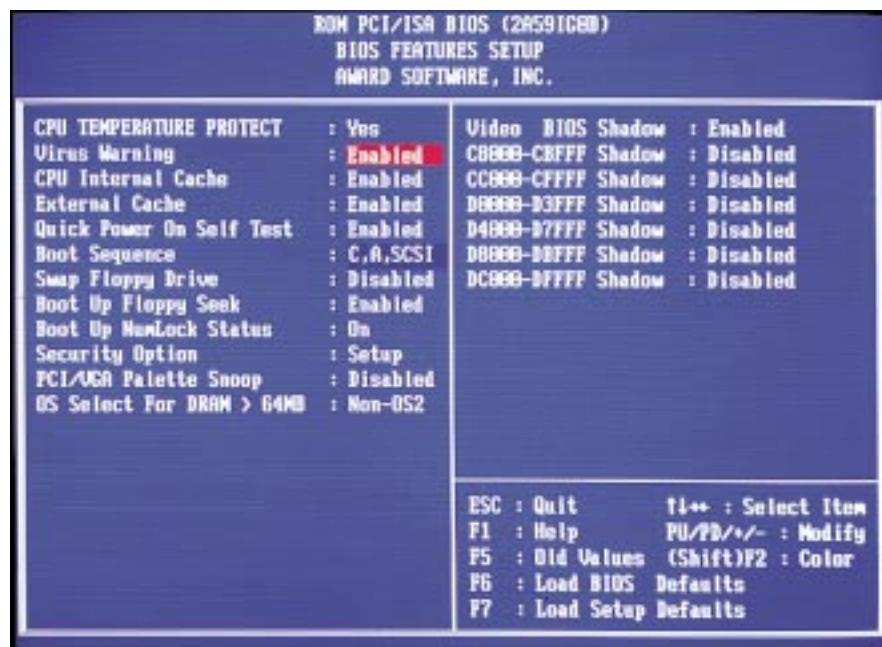 ROM PCI/ISA BIOS (2A59IG0D)
BIOS FEATURES SETUP
AWARD SOFTWARE, INC.
CPU TEMPERATURE PROTECT : Yes
Virus Warning : Enabled
CPU Internal Cache : Enabled
External Cache : Enabled
Quick Power On Self Test : Enabled
Boot Sequence : C,A,SCSI
Swap Floppy Drive : Disabled
Boot Up Floppy Seek : Enabled
Boot Up NumLock Status : On
Security Option : Setup
PCI/VGA Palette Snoop : Disabled
OS Select For DRAM > 64MB : Non-OS2
Video BIOS Shadow : Enabled
C8000-CBFFF Shadow : Disabled
CC000-CFFFF Shadow : Disabled
D0000-D3FFF Shadow : Disabled
D4000-D7FFF Shadow : Disabled
D8000-DBFFF Shadow : Disabled
DC000-DFFFF Shadow : Disabled
ESC : Quit ↑↓→← : Select Item
F1 : Help PU/PD/+/- : Modify
F5 : Old Values (Shift)F2 : Color
F6 : Load BIOS Defaults
F7 : Load Setup Defaults